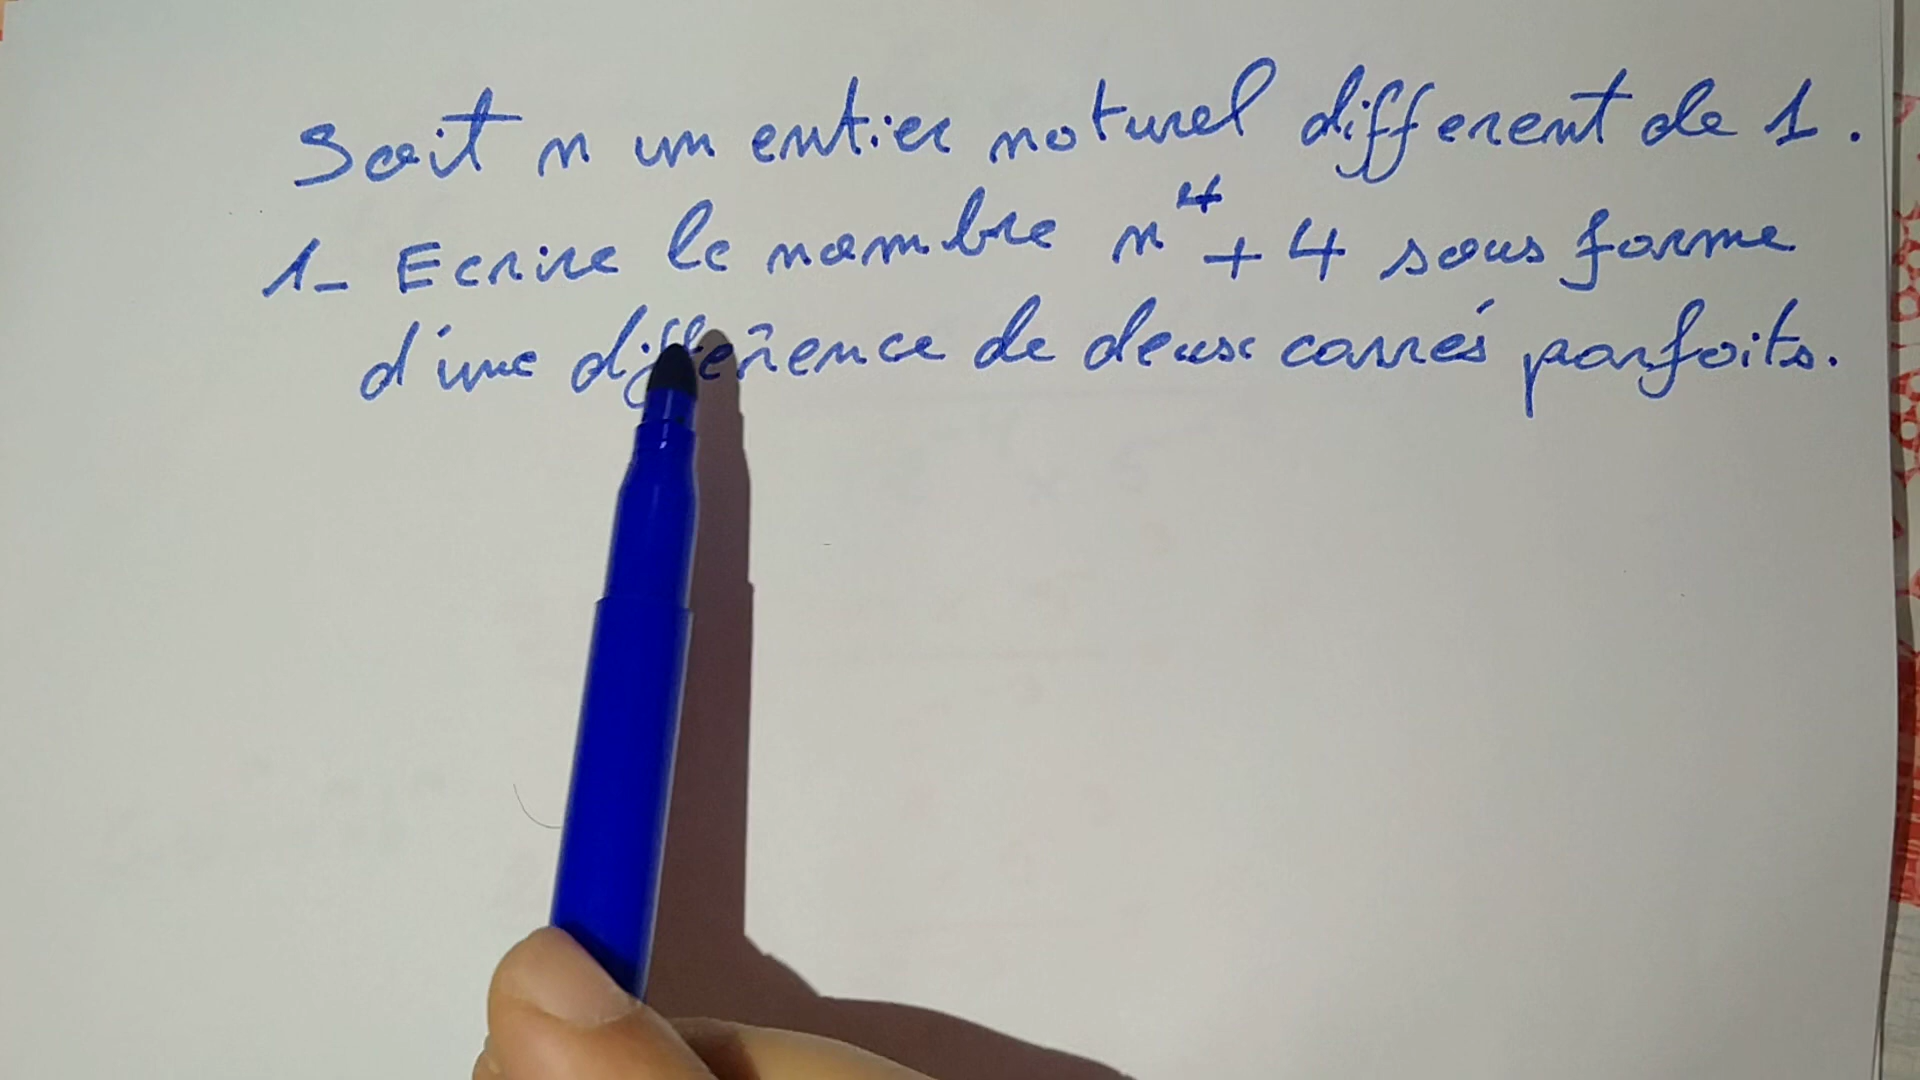 Soit n un entier naturel different de 1.
1- Ecrire le nombre n⁴ + 4 sous forme
d'une différence de deux carrés parfaits.